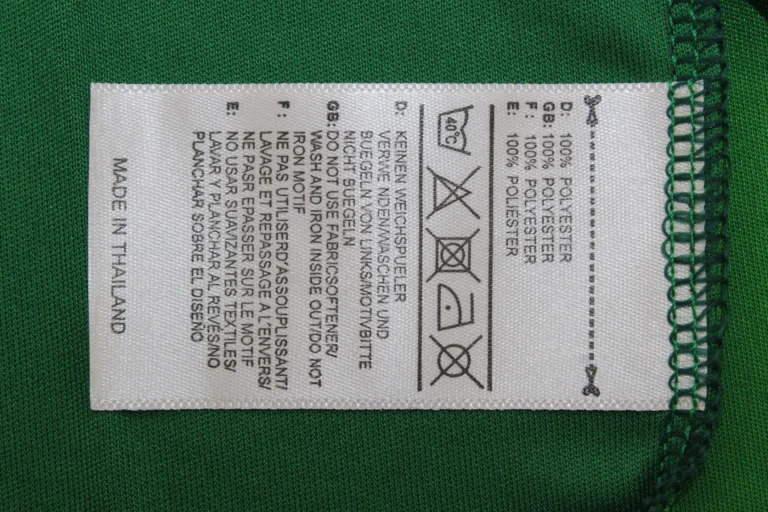 D: 100% POLYESTER
GB: 100% POLYESTER
F: 100% POLYESTER
E: 100% POLIÉSTER
40°C
D: KEINEN WEICHSPUELER
VERWE NDEN/WASCHEN UND
BUEGELN VON LINKS/MOTIVBITTE
NICHT BUEGELN
GB: DO NOT USE FABRICSOFTENER/
WASH AND IRON INSIDE OUT/DO NOT
IRON MOTIF
F: NE PAS UTILISERD'ASSOUPLISSANT/
LAVAGE ET REPASSAGE A L'ENVERS/
NE PASR EPASSER SUR LE MOTIF
E: NO USAR SUAVIZANTES TEXTILES/
LAVAR Y PLANCHAR AL REVÉS/NO
PLANCHAR SOBRE EL DISEÑO
MADE IN THAILAND